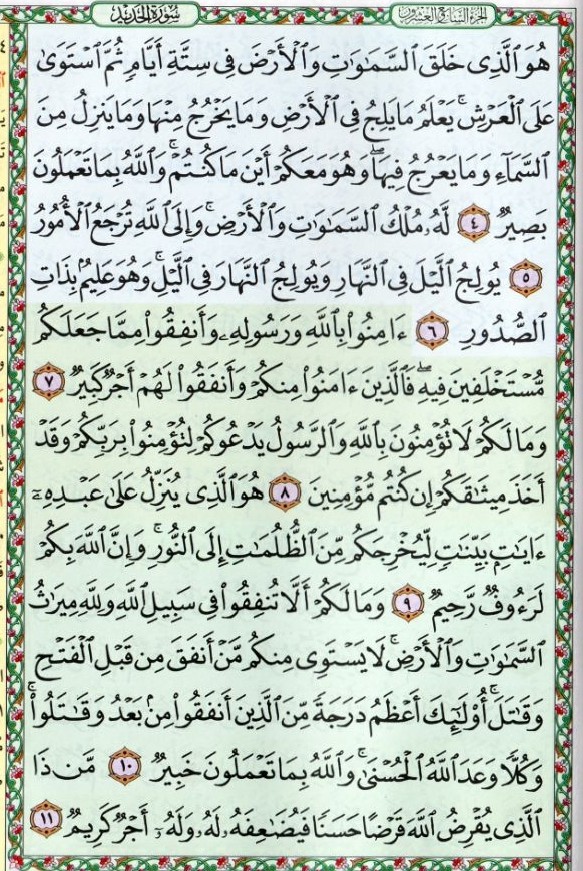 سُورَةُ الحَدِيدِ
الجزء السابع والعشرون
هُوَ ٱلَّذِى خَلَقَ ٱلسَّمَٰوَٰتِ وَٱلْأَرْضَ فِى سِتَّةِ أَيَّامٍ ثُمَّ ٱسْتَوَىٰ
عَلَى ٱلْعَرْشِ ۚ يَعْلَمُ مَا يَلِجُ فِى ٱلْأَرْضِ وَمَا يَخْرُجُ مِنْهَا وَمَا يَنزِلُ مِنَ
ٱلسَّمَآءِ وَمَا يَعْرُجُ فِيهَا ۖ وَهُوَ مَعَكُمْ أَيْنَ مَا كُنتُمْ ۚ وَٱللَّهُ بِمَا تَعْمَلُونَ
بَصِيرٌ ٤ لَّهُۥ مُلْكُ ٱلسَّمَٰوَٰتِ وَٱلْأَرْضِ ۚ وَإِلَى ٱللَّهِ تُرْجَعُ ٱلْأُمُورُ
٥ يُولِجُ ٱلَّيْلَ فِى ٱلنَّهَارِ وَيُولِجُ ٱلنَّهَارَ فِى ٱلَّيْلِ ۚ وَهُوَ عَلِيمٌۢ بِذَاتِ
ٱلصُّدُورِ ٦ ءَامِنُوا۟ بِٱللَّهِ وَرَسُولِهِۦ وَأَنفِقُوا۟ مِمَّا جَعَلَكُم
مُّسْتَخْلَفِينَ فِيهِ ۖ فَٱلَّذِينَ ءَامَنُوا۟ مِنكُمْ وَأَنفَقُوا۟ لَهُمْ أَجْرٌ كَبِيرٌ ٧
وَمَا لَكُمْ لَا تُؤْمِنُونَ بِٱللَّهِ ۙ وَٱلرَّسُولُ يَدْعُوكُمْ لِتُؤْمِنُوا۟ بِرَبِّكُمْ وَقَدْ
أَخَذَ مِيثَٰقَكُمْ إِن كُنتُم مُّؤْمِنِينَ ٨ هُوَ ٱلَّذِى يُنَزِّلُ عَلَىٰ عَبْدِهِۦٓ
ءَايَٰتٍۭ بَيِّنَٰتٍ لِّيُخْرِجَكُم مِّنَ ٱلظُّلُمَٰتِ إِلَى ٱلنُّورِ ۚ وَإِنَّ ٱللَّهَ بِكُمْ
لَرَءُوفٌ رَّحِيمٌ ٩ وَمَا لَكُمْ أَلَّا تُنفِقُوا۟ فِى سَبِيلِ ٱللَّهِ وَلِلَّهِ مِيرَٰثُ
ٱلسَّمَٰوَٰتِ وَٱلْأَرْضِ ۚ لَا يَسْتَوِى مِنكُم مَّنْ أَنفَقَ مِن قَبْلِ ٱلْفَتْحِ
وَقَٰتَلَ ۚ أُو۟لَٰٓئِكَ أَعْظَمُ دَرَجَةً مِّنَ ٱلَّذِينَ أَنفَقُوا۟ مِنۢ بَعْدُ وَقَٰتَلُوا۟ ۚ
وَكُلًّا وَعَدَ ٱللَّهُ ٱلْحُسْنَىٰ ۚ وَٱللَّهُ بِمَا تَعْمَلُونَ خَبِيرٌ ١٠ مَّن ذَا
ٱلَّذِى يُقْرِضُ ٱللَّهَ قَرْضًا حَسَنًا فَيُضَٰعِفَهُۥ لَهُۥ وَلَهُۥٓ أَجْرٌ كَرِيمٌ ١١